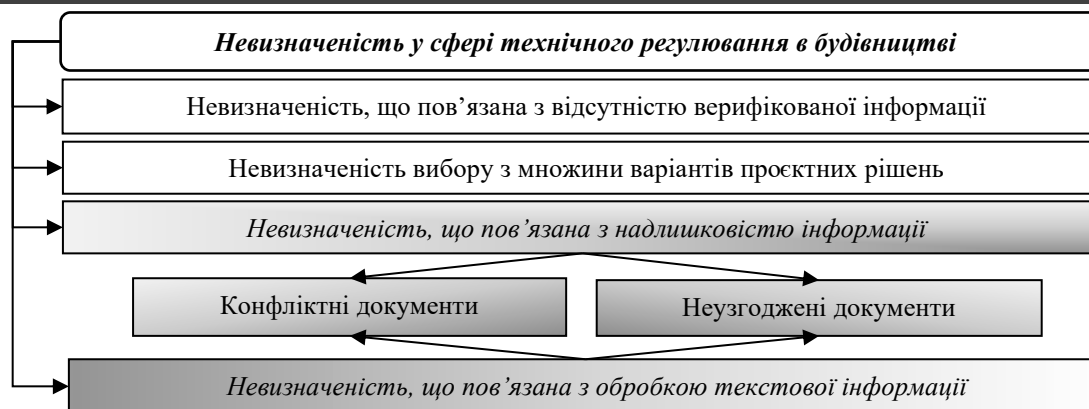 Невизначеність у сфері технічного регулювання в будівництві
Невизначеність, що пов’язана з відсутністю верифікованої інформації
Невизначеність вибору з множини варіантів проєктних рішень
Невизначеність, що пов’язана з надлишковістю інформації
Конфліктні документи
Неузгоджені документи
Невизначеність, що пов’язана з обробкою текстової інформації